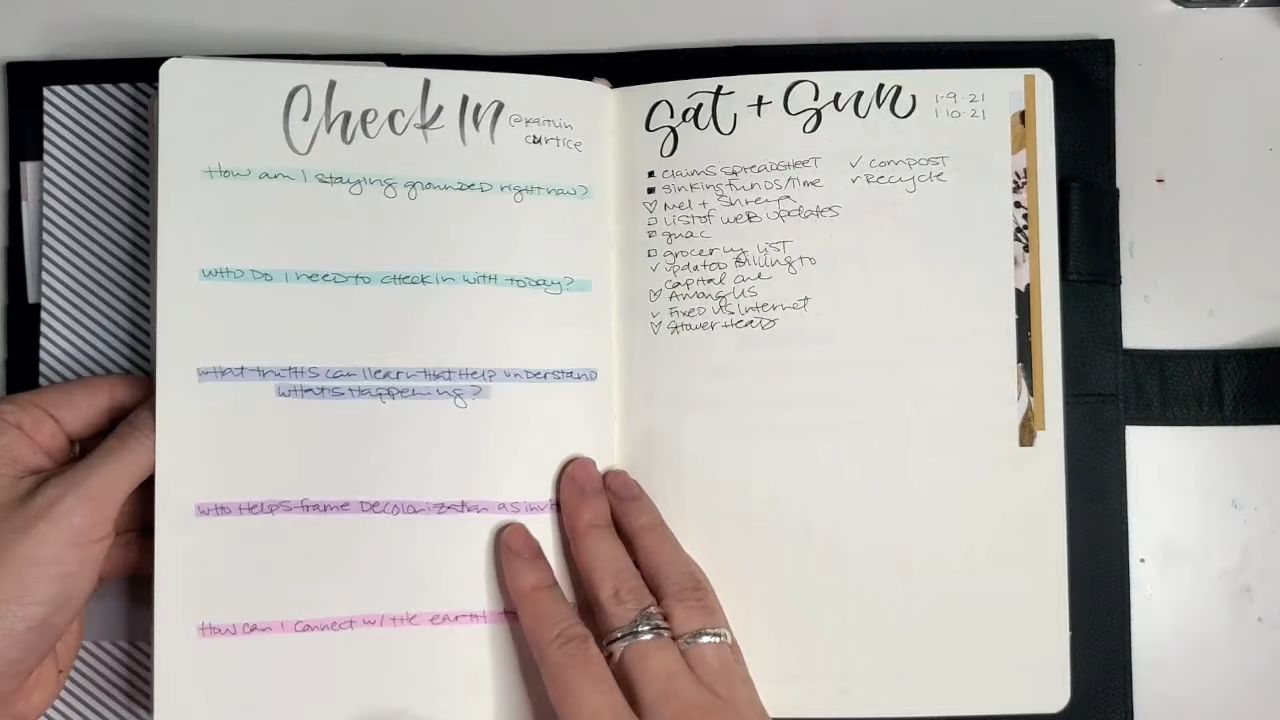 Check In
@kaitlin
curtice
How am I staying grounded right now?
WHO DO I need to check in with today?
what truths can I learn that help understand
what is happening?
WHO Helps frame Decolonization as
How can I connect w/ the earth
Sat + Sun
1·9·21
1·10·21
claims spreadsheet
sinking funds/time
Mel + Shreya
list of web updates
guac
grocery list
updated billing to
capital one
Among US
Fixed V's Internet
Shower Head
compost
Recycle